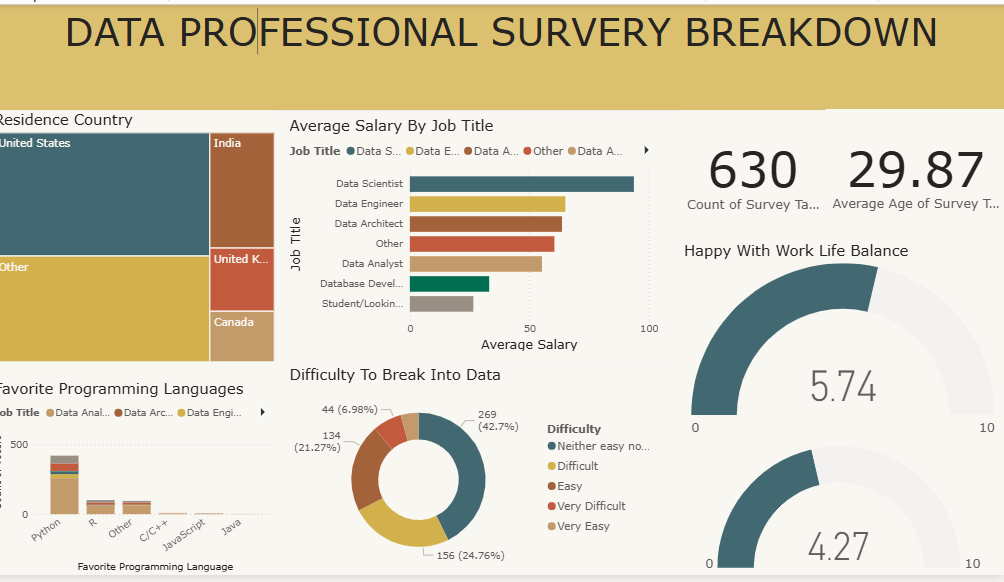 DATA PROFESSIONAL SURVERY BREAKDOWN
Residence Country
United States
India
Other
United K...
Canada
Average Salary By Job Title
Job Title Data S... Data E... Data A... Other Data A...
Job Title
Data Scientist
Data Engineer
Data Architect
Other
Data Analyst
Database Devel...
Student/Lookin...
0 50 100
Average Salary
630
Count of Survey Ta...
29.87
Average Age of Survey T...
Happy With Work Life Balance
5.74
0 10
Favorite Programming Languages
Job Title Data Anal... Data Arc... Data Engi...
500
0
Python R Other C/C++ JavaScript Java
Favorite Programming Language
Difficulty To Break Into Data
44 (6.98%)
269
(42.7%)
134
(21.27%)
156 (24.76%)
Difficulty
Neither easy no...
Difficult
Easy
Very Difficult
Very Easy
4.27
0 10